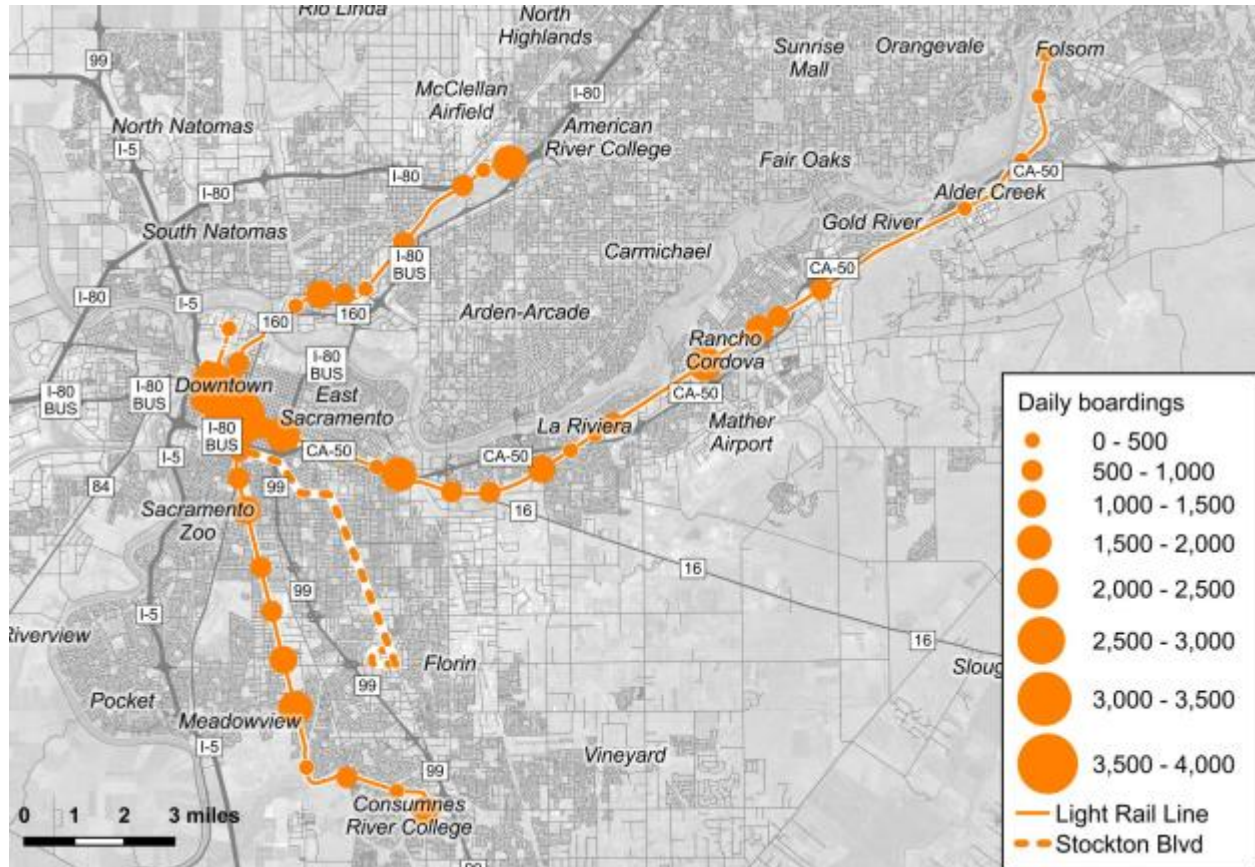 Rio Linda
North
Highlands
Sunrise
Mall
Orangevale
Folsom
99
McClellan
Airfield
I-80
North Natomas
American
River College
I-5
Fair Oaks
I-80
I-80
CA-50
Alder Creek
South Natomas
Gold River
Carmichael
I-80
BUS
CA-50
I-80
I-5
160
160
Arden-Arcade
Rancho
Cordova
I-80
BUS
Downtown
I-80
BUS
I-80
BUS
East
Sacramento
CA-50
Mather
Airport
La Riviera
I-80
BUS
CA-50
CA-50
I-5
84
99
16
Sacramento
Zoo
16
99
I-5
16
Riverview
Florin
99
Pocket
Meadowview
I-5
Vineyard
99
Consumnes
River College
0 1 2 3 miles
Daily boardings
0 - 500
500 - 1,000
1,000 - 1,500
1,500 - 2,000
2,000 - 2,500
2,500 - 3,000
3,000 - 3,500
3,500 - 4,000
Light Rail Line
Stockton Blvd